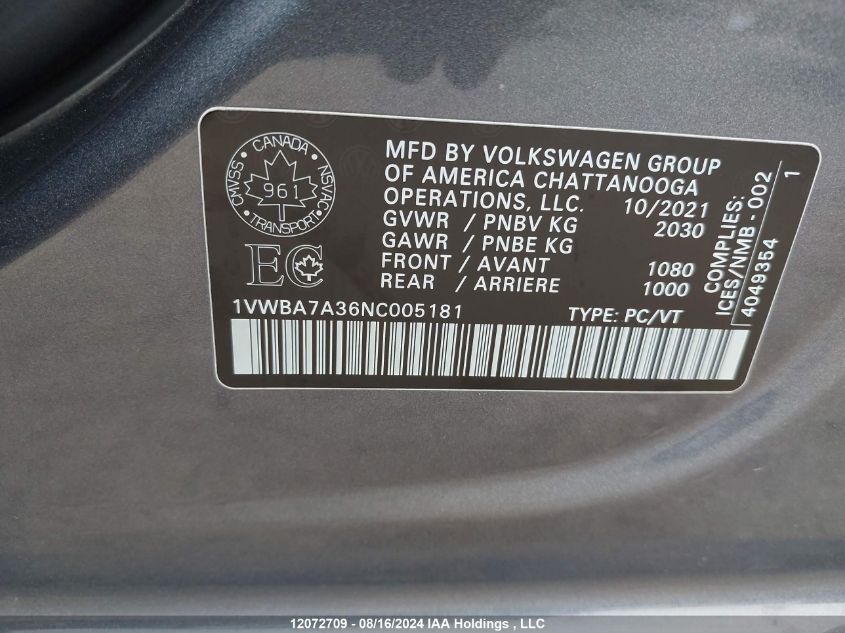 CANADA
CMVSS
NSVAC
961
TRANSPORT
EC
MFD BY VOLKSWAGEN GROUP
OF AMERICA CHATTANOOGA
OPERATIONS, LLC. 10/2021
GVWR / PNBV KG 2030
GAWR / PNBE KG
FRONT / AVANT 1080
REAR / ARRIERE 1000
1VWBA7A36NC005181 TYPE: PC/VT
COMPLIES: 1
ICES/NMB - 002
4049354
12072709 - 08/16/2024 IAA Holdings , LLC